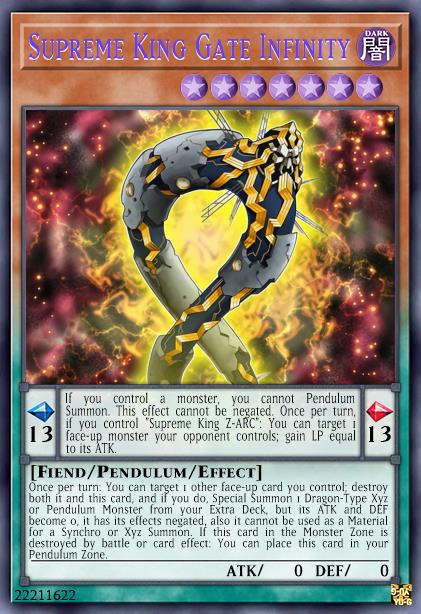 SUPREME KING GATE INFINITY
DARK
闇
If you control a monster, you cannot Pendulum
Summon. This effect cannot be negated. Once per turn,
if you control "Supreme King Z-ARC": You can target 1
face-up monster your opponent controls; gain LP equal
to its ATK.
13
13
[FIEND/PENDULUM/EFFECT]
Once per turn: You can target 1 other face-up card you control; destroy
both it and this card, and if you do, Special Summon 1 Dragon-Type Xyz
or Pendulum Monster from your Extra Deck, but its ATK and DEF
become 0, it has its effects negated, also it cannot be used as a Material
for a Synchro or Xyz Summon. If this card in the Monster Zone is
destroyed by battle or card effect: You can place this card in your
Pendulum Zone.
ATK/ 0 DEF/ 0
22211622